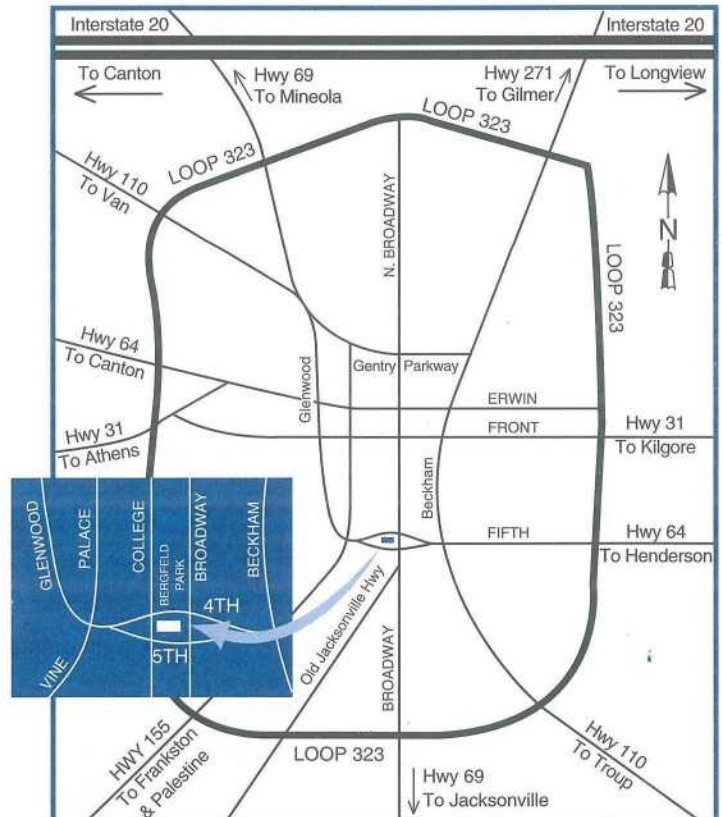 Interstate 20
Interstate 20
To Canton
Hwy 69
To Mineola
Hwy 271
To Gilmer
To Longview
LOOP 323
LOOP 323
Hwy 110
To Van
N. BROADWAY
N
LOOP 323
Hwy 64
To Canton
Glenwood
Gentry
Parkway
ERWIN
FRONT
Hwy 31
To Athens
Hwy 31
To Kilgore
Beckham
FIFTH
Hwy 64
To Henderson
GLENWOOD
PALACE
COLLEGE
BERGFELD
PARK
BROADWAY
BECKHAM
4TH
5TH
VINE
Old Jacksonville Hwy
BROADWAY
HWY 155
To Frankston
& Palestine
LOOP 323
Hwy 110
To Troup
Hwy 69
To Jacksonville